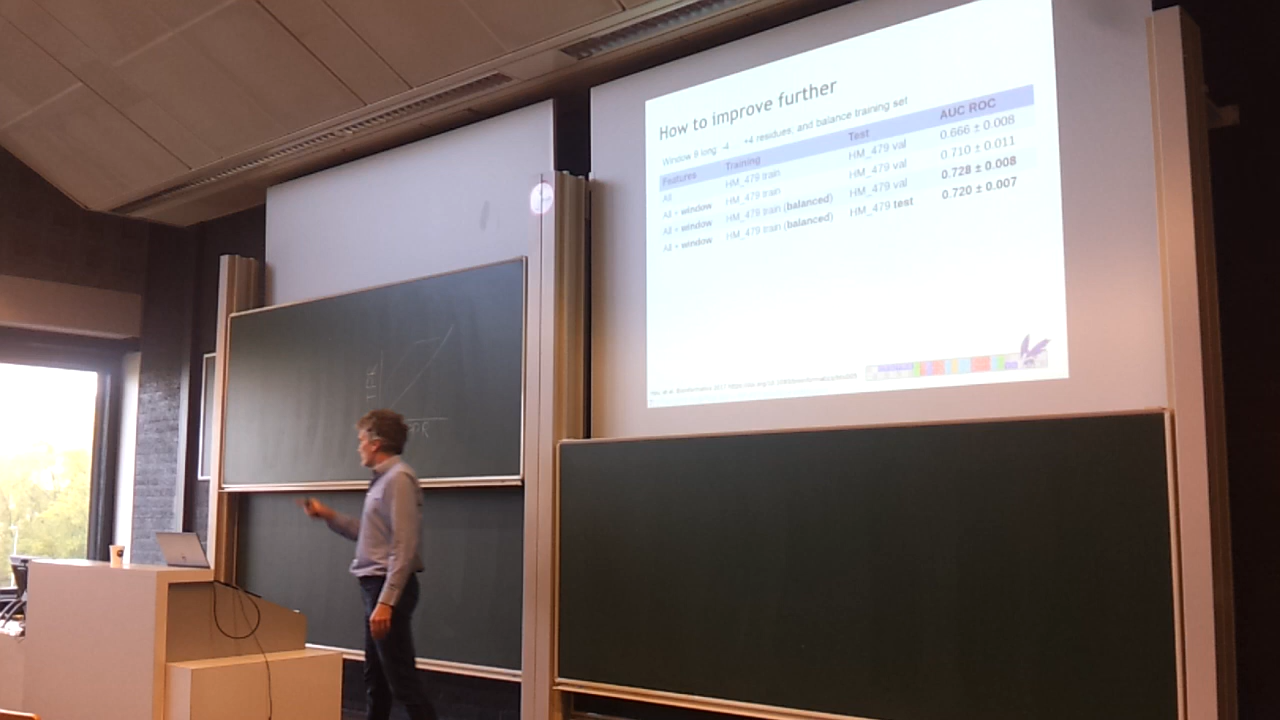 How to improve further
Window 9 long: -4 +4 residues, and balance training set
Features Training Test AUC ROC
All HM_479 train HM_479 val 0.666 ± 0.008
All + window HM_479 train HM_479 val 0.710 ± 0.011
All + window HM_479 train (balanced) HM_479 val 0.728 ± 0.008
All + window HM_479 train (balanced) HM_479 test 0.720 ± 0.007